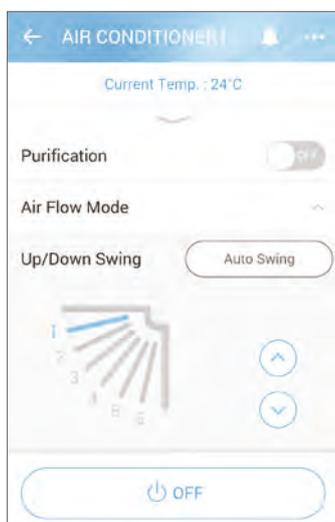 AIR CONDITIONER
Current Temp. : 24°C
Purification
OFF
Air Flow Mode
Up/Down Swing
Auto Swing
1
2
3
4
5
6
OFF